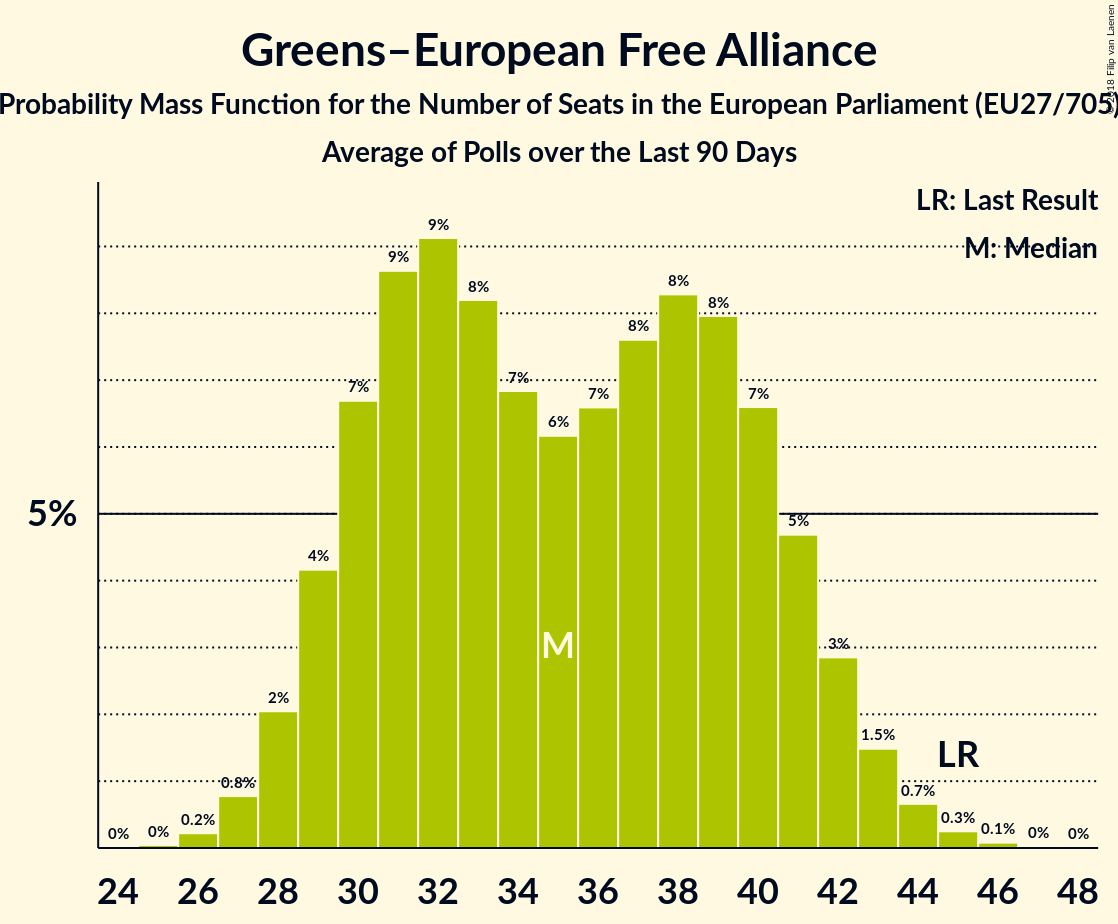 Greens–European Free Alliance
Probability Mass Function for the Number of Seats in the European Parliament (EU27/705)
Average of Polls over the Last 90 Days
LR: Last Result
M: Median
9%
9%
8%
8%
8%
8%
7%
7%
7%
7%
6%
5%
5%
4%
M
3%
2%
1.5%
LR
0.8%
0.7%
0.2%
0.3%
0.1%
0%
0%
0%
0%
24 26 28 30 32 34 36 38 40 42 44 46 48
© 2018 Filip van Laenen